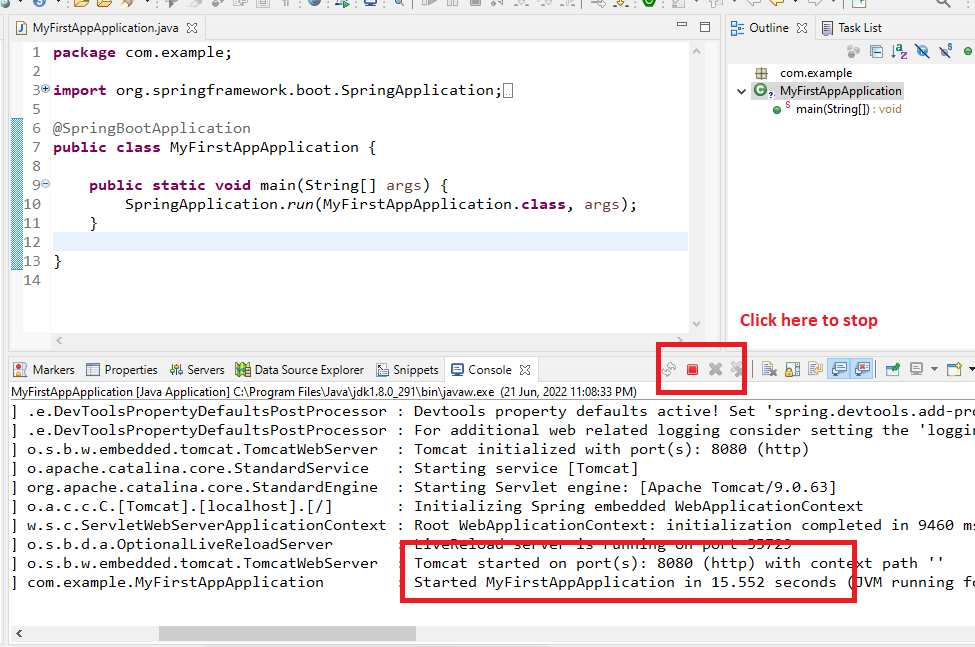 MyFirstAppApplication.java
1 package com.example;
2
3 import org.springframework.boot.SpringApplication;
5
6 @SpringBootApplication
7 public class MyFirstAppApplication {
8
9 public static void main(String[] args) {
10 SpringApplication.run(MyFirstAppApplication.class, args);
11 }
12
13 }
14
Outline Task List
com.example
MyFirstAppApplication
main(String[]) : void
Click here to stop
Markers Properties Servers Data Source Explorer Snippets Console
MyFirstAppApplication [Java Application] C:\Program Files\Java\jdk1.8.0_291\bin\javaw.exe (21 Jun, 2022 11:08:33 PM)
] .e.DevToolsPropertyDefaultsPostProcessor : Devtools property defaults active! Set 'spring.devtools.add-pro
] .e.DevToolsPropertyDefaultsPostProcessor : For additional web related logging consider setting the 'loggin
] o.s.b.w.embedded.tomcat.TomcatWebServer : Tomcat initialized with port(s): 8080 (http)
] o.apache.catalina.core.StandardService : Starting service [Tomcat]
] org.apache.catalina.core.StandardEngine : Starting Servlet engine: [Apache Tomcat/9.0.63]
] o.a.c.c.C.[Tomcat].[localhost].[/] : Initializing Spring embedded WebApplicationContext
] w.s.c.ServletWebServerApplicationContext : Root WebApplicationContext: initialization completed in 9460 ms
] o.s.b.d.a.OptionalLiveReloadServer : LiveReload server is running on port 35729
] o.s.b.w.embedded.tomcat.TomcatWebServer : Tomcat started on port(s): 8080 (http) with context path ''
] com.example.MyFirstAppApplication : Started MyFirstAppApplication in 15.552 seconds (JVM running fo